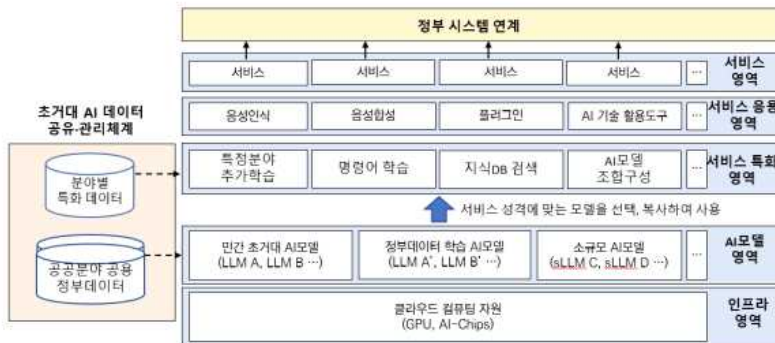 정부 시스템 연계
서비스
서비스
서비스
서비스
...
서비스
영역
초거대 AI 데이터
공유·관리체계
음성인식
음성합성
플러그인
AI 기술 활용도구
...
서비스 응용
영역
분야별
특화 데이터
특정분야
추가학습
명령어 학습
지식DB 검색
AI모델
조합구성
...
서비스 특화
영역
서비스 성격에 맞는 모델을 선택, 복사하여 사용
공공분야 공용
정부데이터
민간 초거대 AI모델
(LLM A, LLM B ...)
정부데이터 학습 AI모델
(LLM A', LLM B' ...)
소규모 AI모델
(sLLM C, sLLM D ...)
...
AI모델
영역
클라우드 컴퓨팅 자원
(GPU, AI-Chips)
인프라
영역